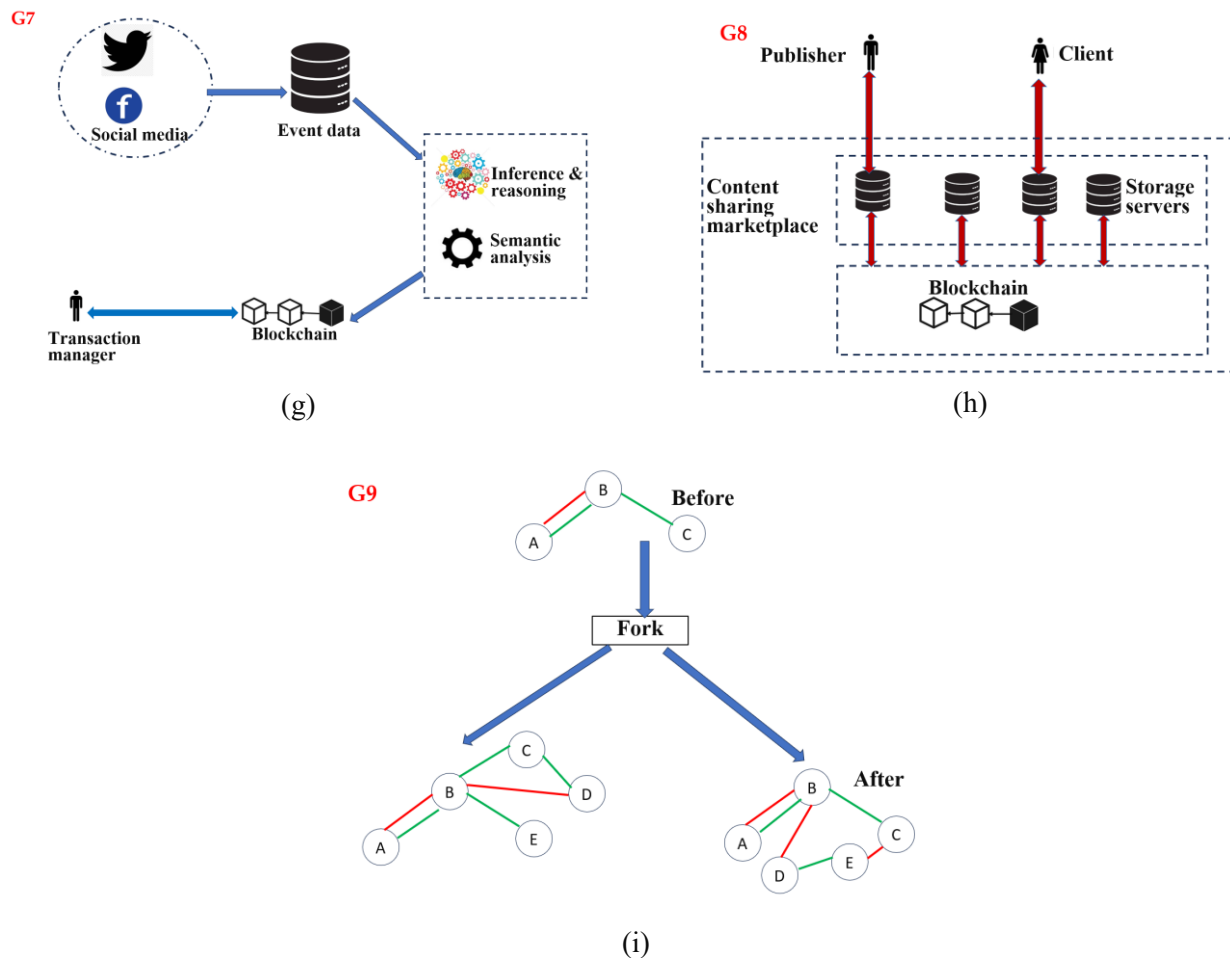 G7
Social media
Event data
Inference &
reasoning
Semantic
analysis
Transaction
manager
Blockchain
(g)
G8
Publisher
Client
Content
sharing
marketplace
Storage
servers
Blockchain
(h)
G9
B
Before
A
C
Fork
C
B
D
A
E
After
B
A
C
D
E
(i)